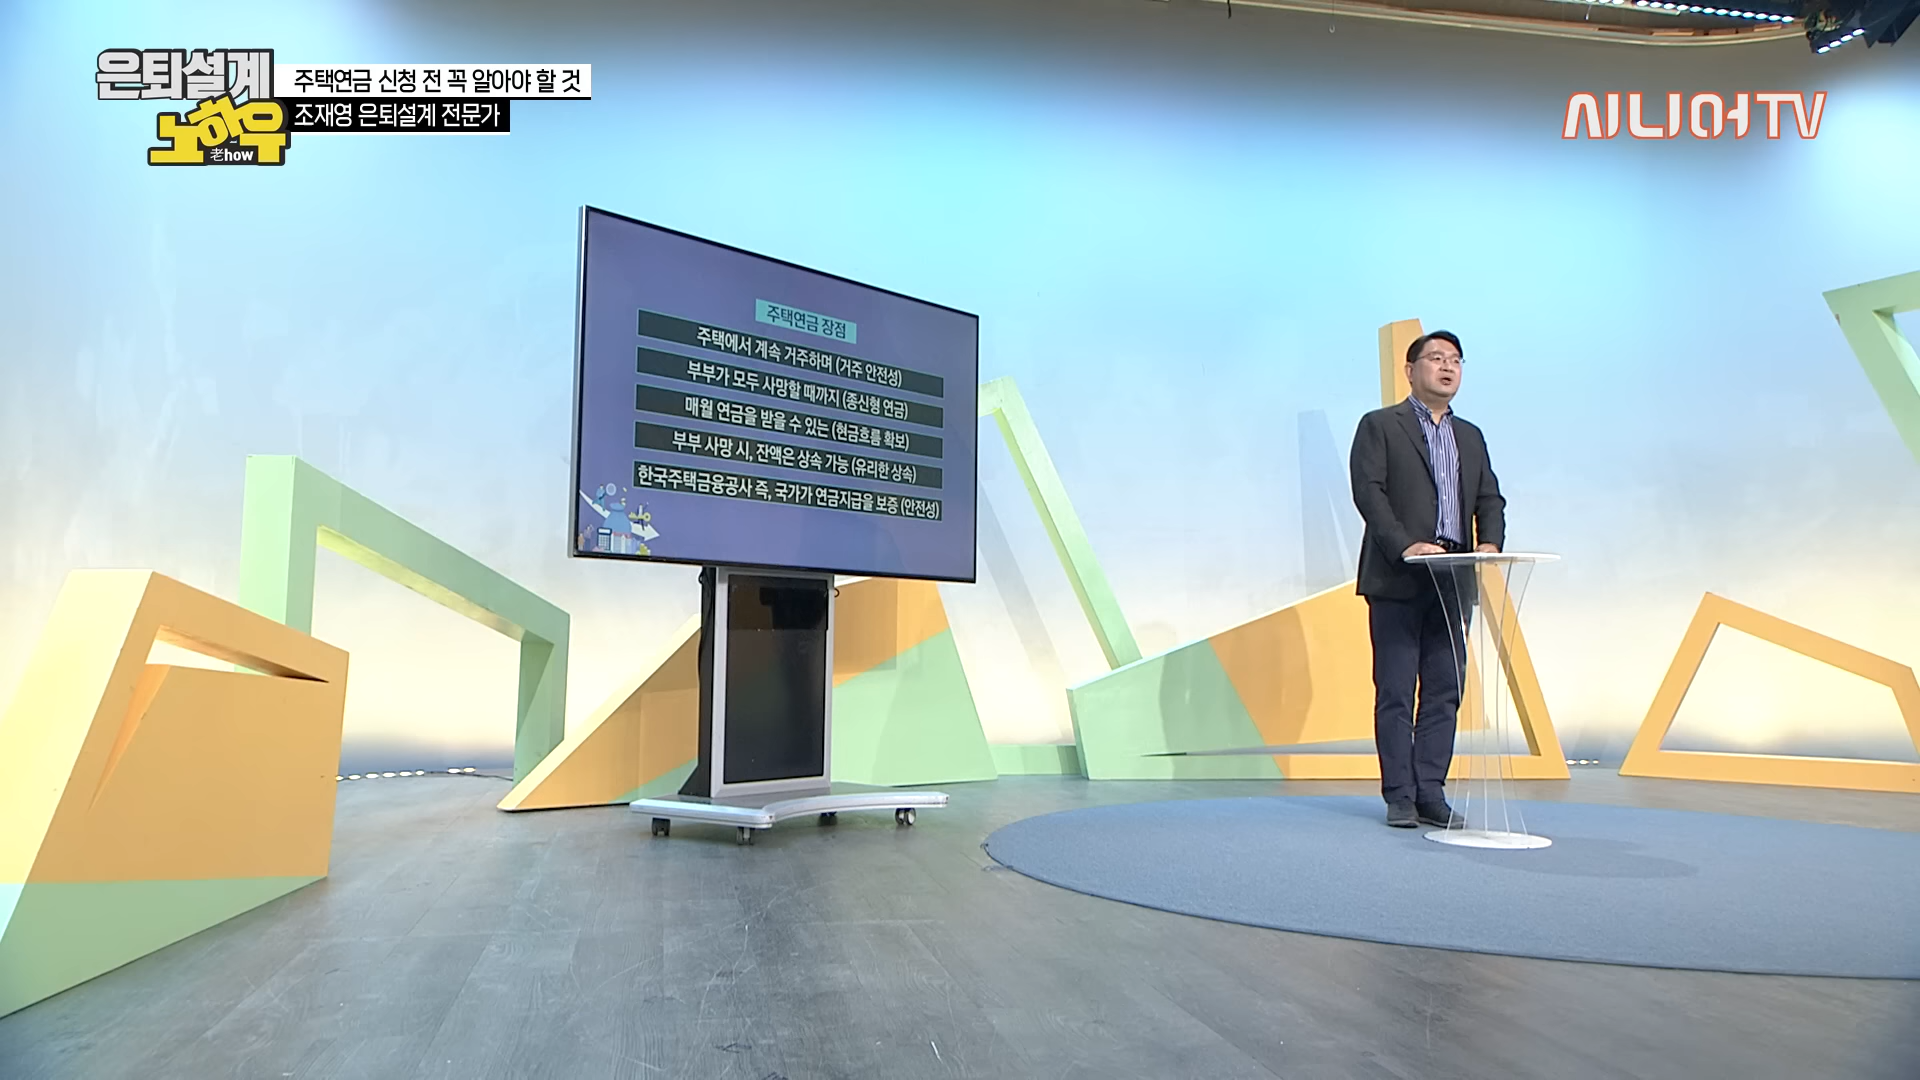 은퇴설계
노하우
老how
주택연금 신청 전 꼭 알아야 할 것
조재영 은퇴설계 전문가
시니어TV
주택연금 장점
주택에서 계속 거주하며 (거주 안전성)
부부가 모두 사망할 때까지 (종신형 연금)
매월 연금을 받을 수 있는 (현금흐름 확보)
부부 사망 시, 잔액은 상속 가능 (유리한 상속)
한국주택금융공사 즉, 국가가 연금지급을 보증 (안전성)